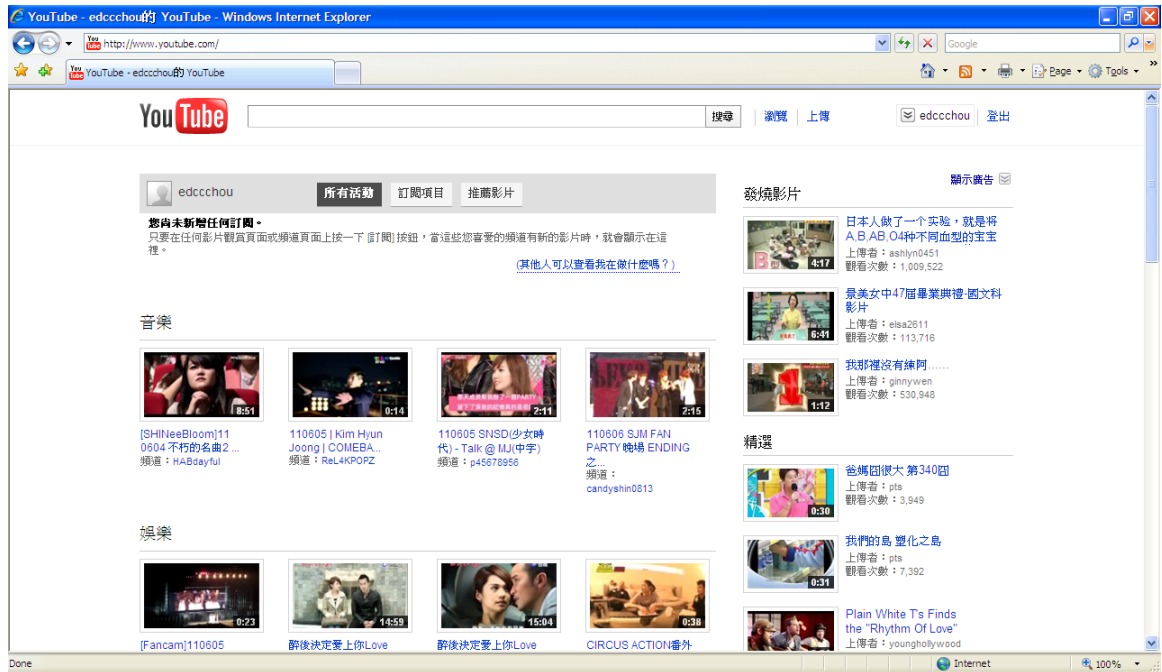 YouTube - edccchou的 YouTube - Windows Internet Explorer
http://www.youtube.com/
Google
YouTube - edccchou的 YouTube
Page
Tools
You Tube
搜尋
瀏覽
上傳
edccchou
登出
edccchou
所有活動
訂閱項目
推薦影片
您尚未新增任何訂閱。
只要在任何影片觀賞頁面或頻道頁面上按一下 [訂閱] 按鈕,當這些您喜愛的頻道有新的影片時,就會顯示在這
裡。
(其他人可以查看我在做什麼嗎?)
音樂
8:51
0:14
2:11
2:15
[SHINeeBloom]11
0604 不朽的名曲2 ...
頻道:HABdayful
110605 | Kim Hyun
Joong | COMEBA...
頻道:ReL4KPOPZ
110605 SNSD(少女時
代) - Talk @ MJ(中字)
頻道:p45678956
110606 SJM FAN
PARTY 晚場 ENDING
之...
頻道:
candyshin0813
娛樂
0:23
14:59
15:04
0:38
[Fancam]110605
醉後決定愛上你Love
醉後決定愛上你Love
CIRCUS ACTION番外
顯示廣告
發燒影片
4:17
日本人做了一个实验,就是将
A,B,AB,O4种不同血型的宝宝
上傳者:ashlyn0451
觀看次數:1,009,522
5:41
景美女中47屆畢業典禮-國文科
影片
上傳者:elsa2611
觀看次數:113,716
1:12
我那裡沒有練阿......
上傳者:ginnywen
觀看次數:530,948
精選
0:30
爸媽囧很大 第340囧
上傳者:pts
觀看次數:3,949
0:31
我們的島 塑化之島
上傳者:pts
觀看次數:7,392
Plain White T's Finds
the "Rhythm Of Love"
上傳者:younghollywood
Done
Internet
100%